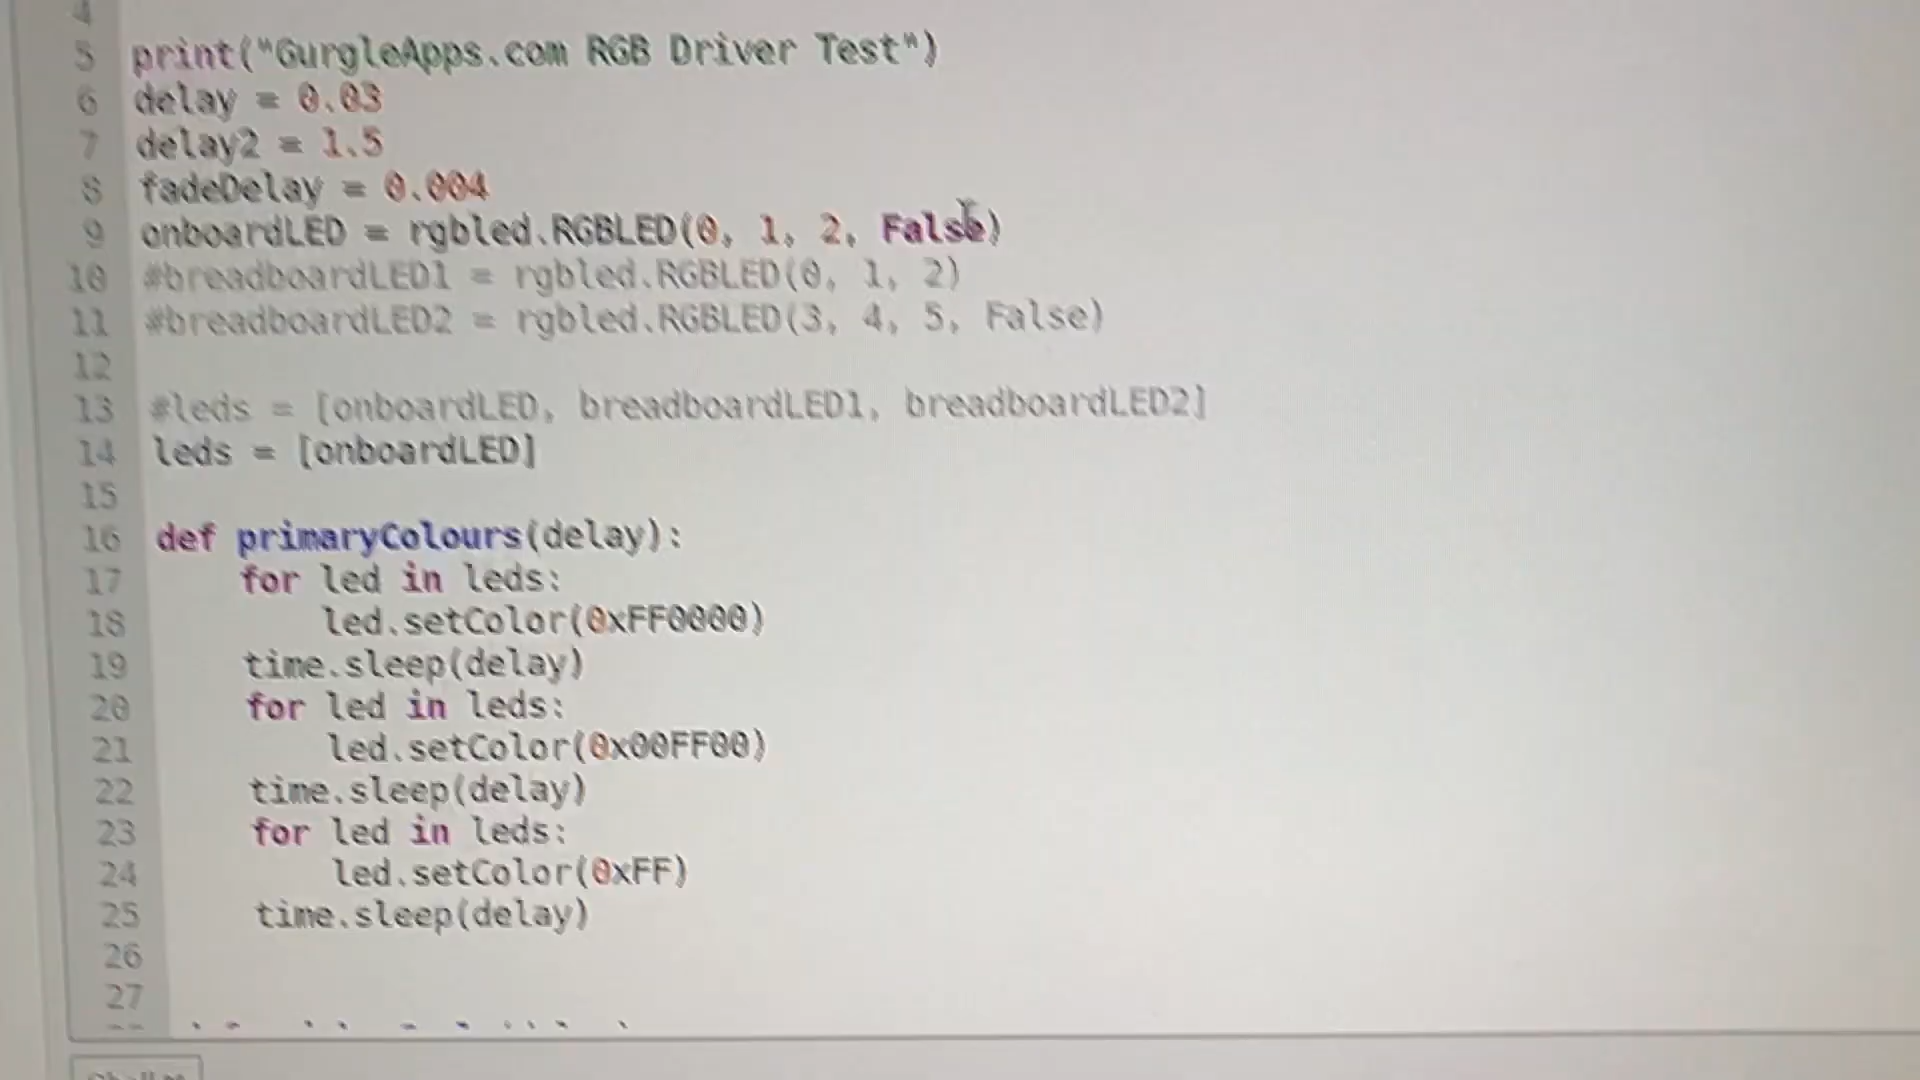 4
5 print("GurgleApps.com RGB Driver Test")
6 delay = 0.03
7 delay2 = 1.5
8 fadeDelay = 0.004
9 onboardLED = rgbled.RGBLED(0, 1, 2, False)
10 #breadboardLED1 = rgbled.RGBLED(0, 1, 2)
11 #breadboardLED2 = rgbled.RGBLED(3, 4, 5, False)
12
13 #leds = [onboardLED, breadboardLED1, breadboardLED2]
14 leds = [onboardLED]
15
16 def primaryColours(delay):
17     for led in leds:
18         led.setColor(0xFF0000)
19     time.sleep(delay)
20     for led in leds:
21         led.setColor(0x00FF00)
22     time.sleep(delay)
23     for led in leds:
24         led.setColor(0xFF)
25     time.sleep(delay)
26
27